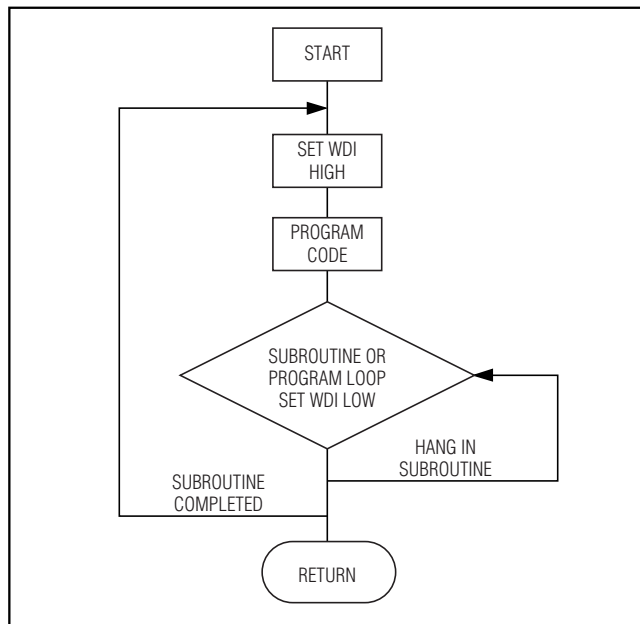 START
SET WDI
HIGH
PROGRAM
CODE
SUBROUTINE OR
PROGRAM LOOP
SET WDI LOW
HANG IN
SUBROUTINE
SUBROUTINE
COMPLETED
RETURN